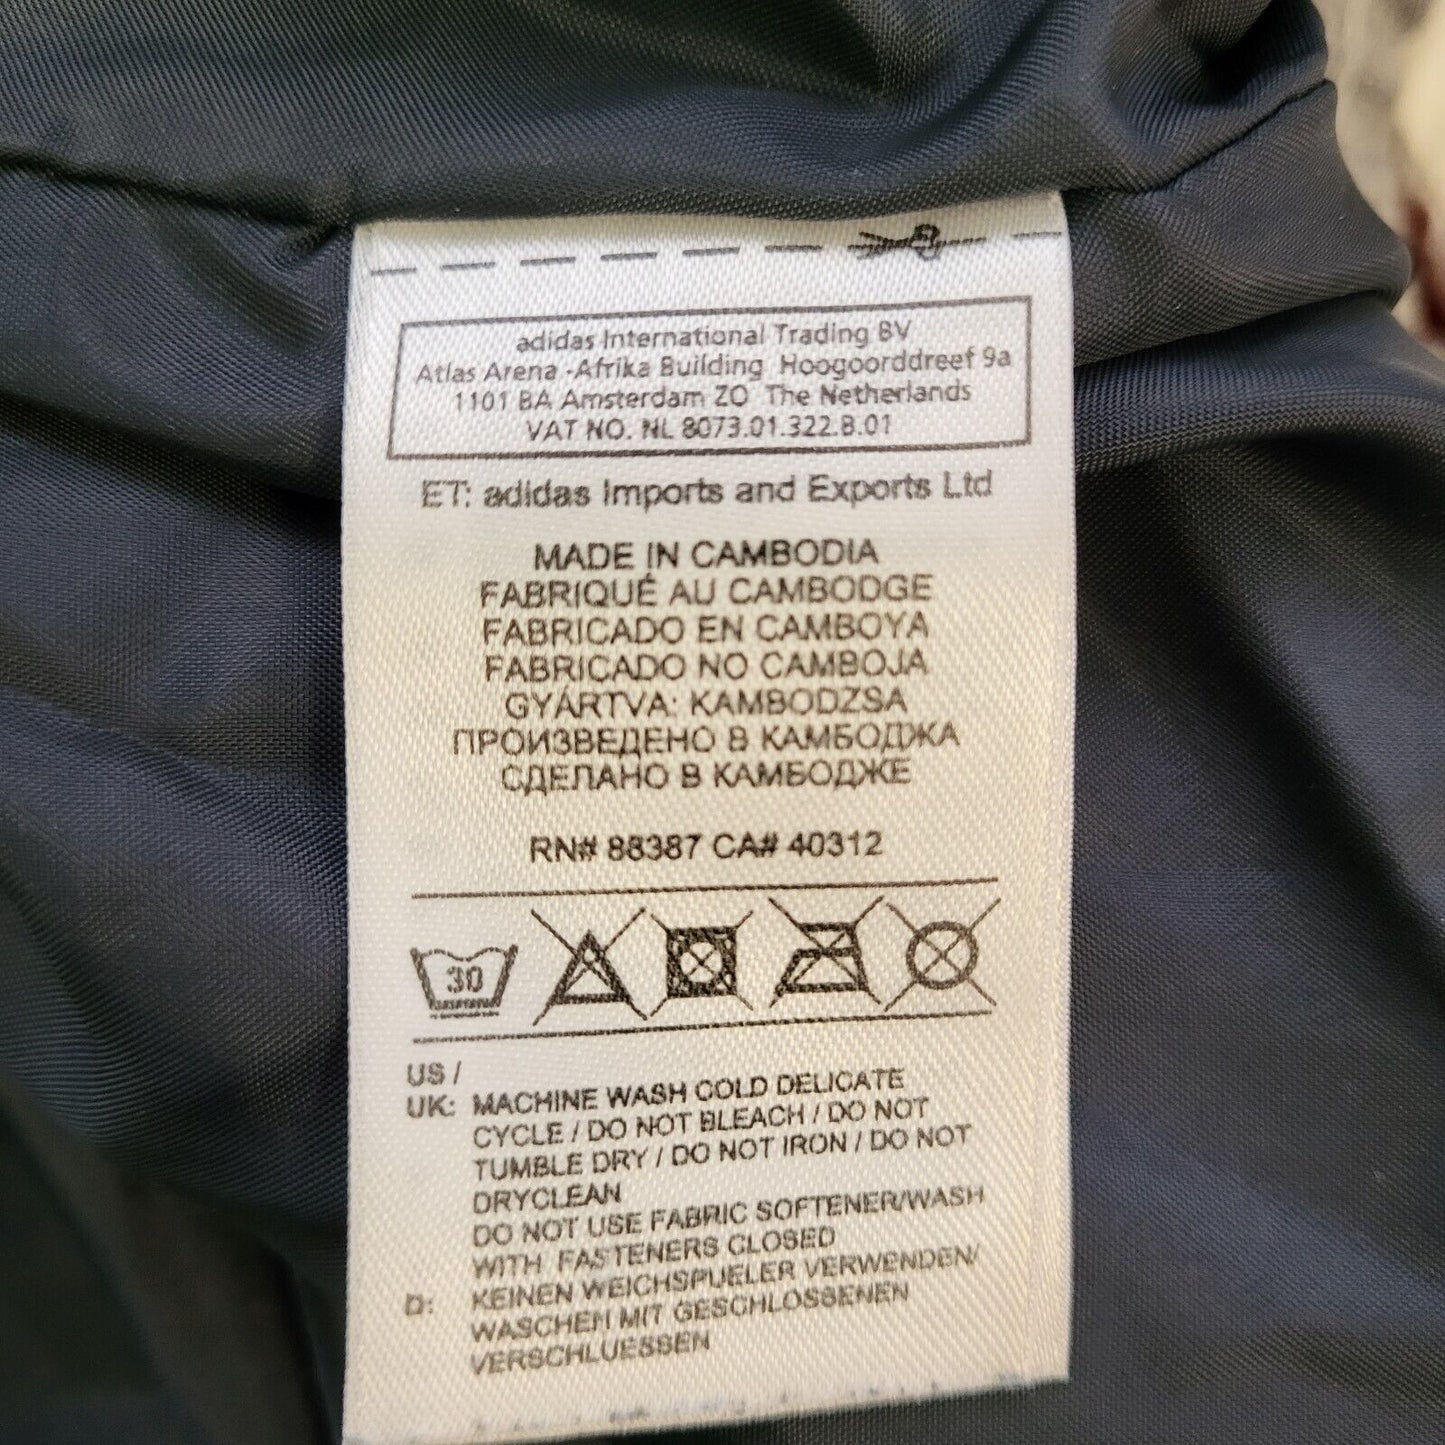 adidas International Trading BV
Atlas Arena -Afrika Building Hoogoorddreef 9a
1101 BA Amsterdam ZO The Netherlands
VAT NO. NL 8073.01.322.B.01
ET: adidas Imports and Exports Ltd
MADE IN CAMBODIA
FABRIQUÉ AU CAMBODGE
FABRICADO EN CAMBOYA
FABRICADO NO CAMBOJA
GYÁRTVA: KAMBODZSA
ПРОИЗВЕДЕНО В КАМБОДЖА
СДЕЛАНО В КАМБОДЖЕ
RN# 88387 CA# 40312
30
US /
UK: MACHINE WASH COLD DELICATE
CYCLE / DO NOT BLEACH / DO NOT
TUMBLE DRY / DO NOT IRON / DO NOT
DRYCLEAN
DO NOT USE FABRIC SOFTENER/WASH
WITH FASTENERS CLOSED
D: KEINEN WEICHSPUELER VERWENDEN/
WASCHEN MIT GESCHLOSSENEN
VERSCHLUESSEN